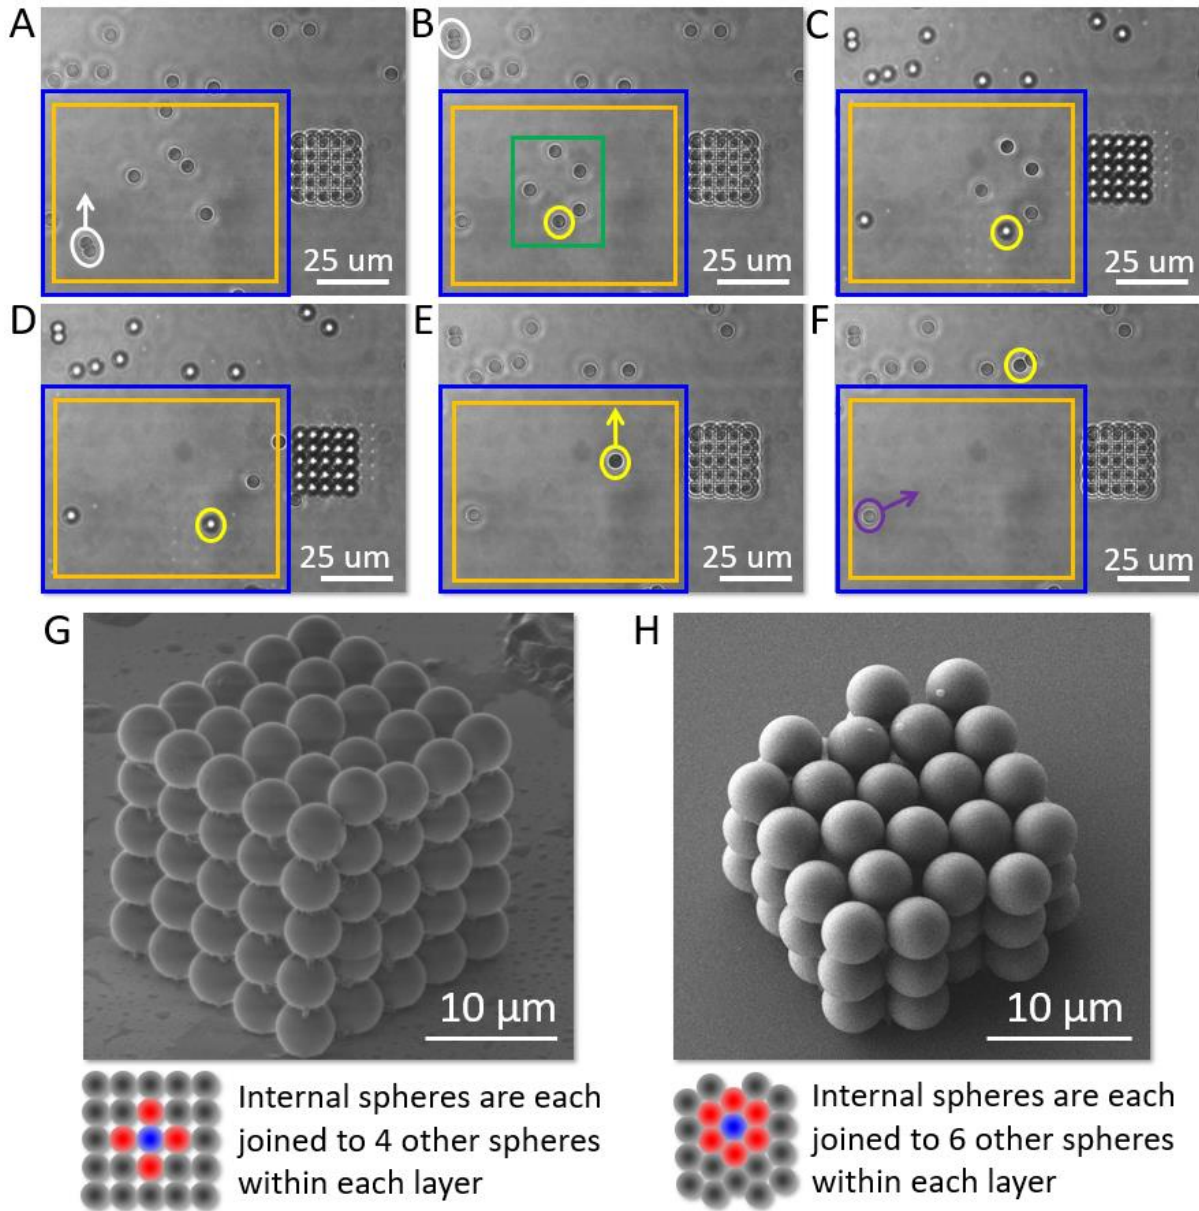 A
B
C
25 um
25 um
25 um
D
E
F
25 um
25 um
25 um
G
H
10 μm
10 μm
Internal spheres are each
joined to 4 other spheres
within each layer
Internal spheres are each
joined to 6 other spheres
within each layer